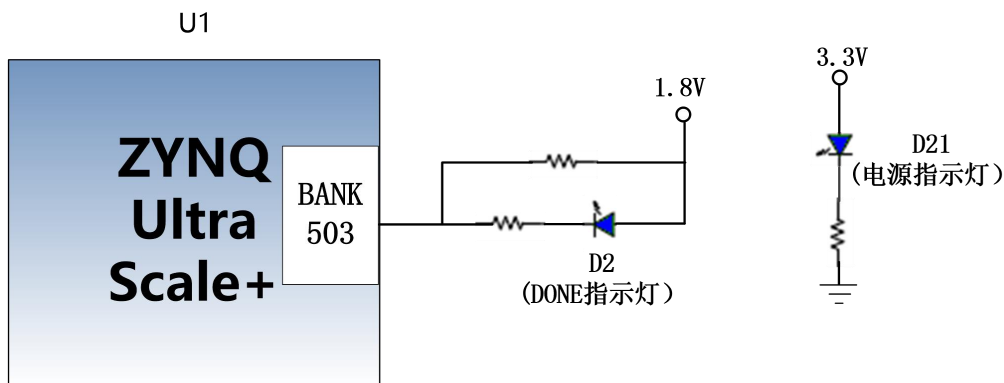 U1
ZYNQ
Ultra
Scale+
BANK
503
1.8V
D2
(DONE指示灯）
3.3V
D21
(电源指示灯）